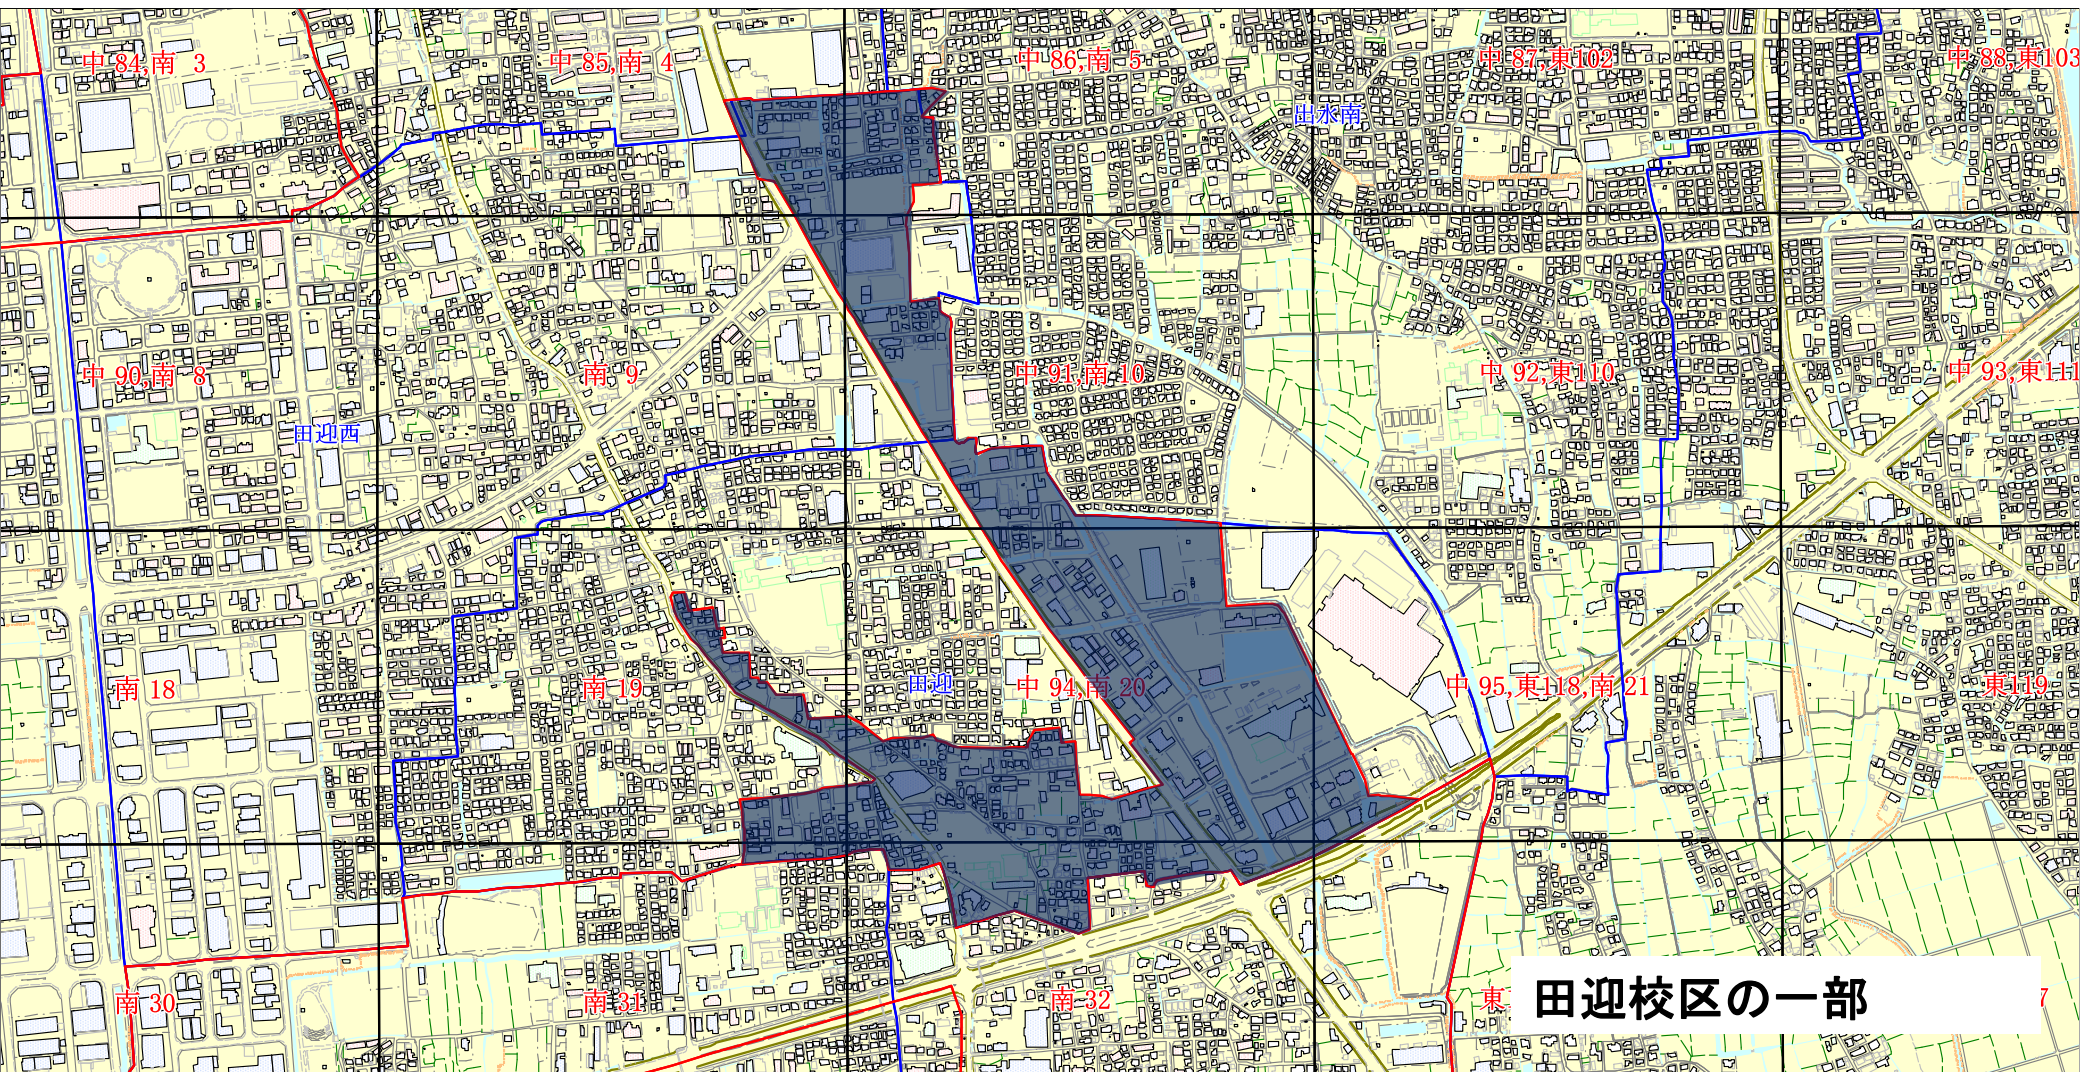 中 84,南 3
中 85,南 4
中 86,南 5
中 87,東102
中 88,東103
出水南
中 90,南 8
南 9
中 91,南 10
中 92,東110
中 93,東111
田迎西
南 18
南 19
田迎
中 94,南 20
中 95,東118,南 21
東119
南 30
南 31
南 32
東
7
田迎校区の一部